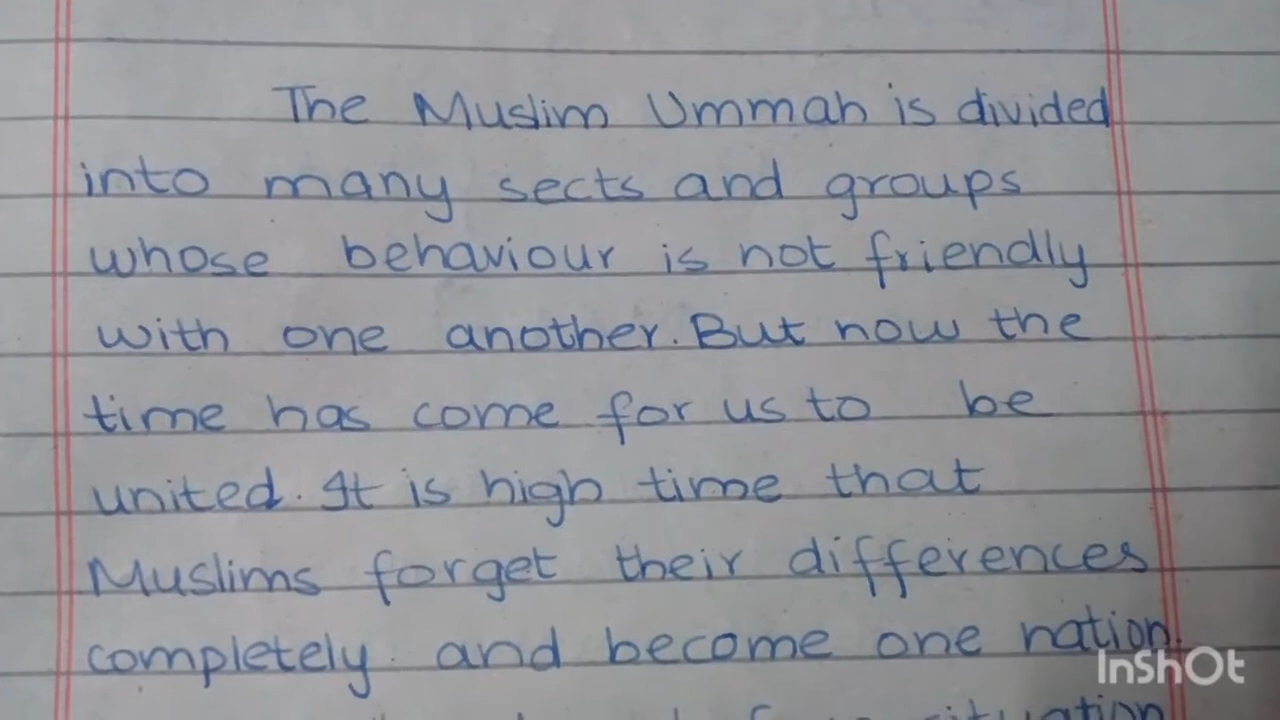 The Muslim Ummah is divided
into many sects and groups
whose behaviour is not friendly
with one another. But now the
time has come for us to be
united. It is high time that
Muslims forget their differences
completely and become one nation.
InShOt
situation